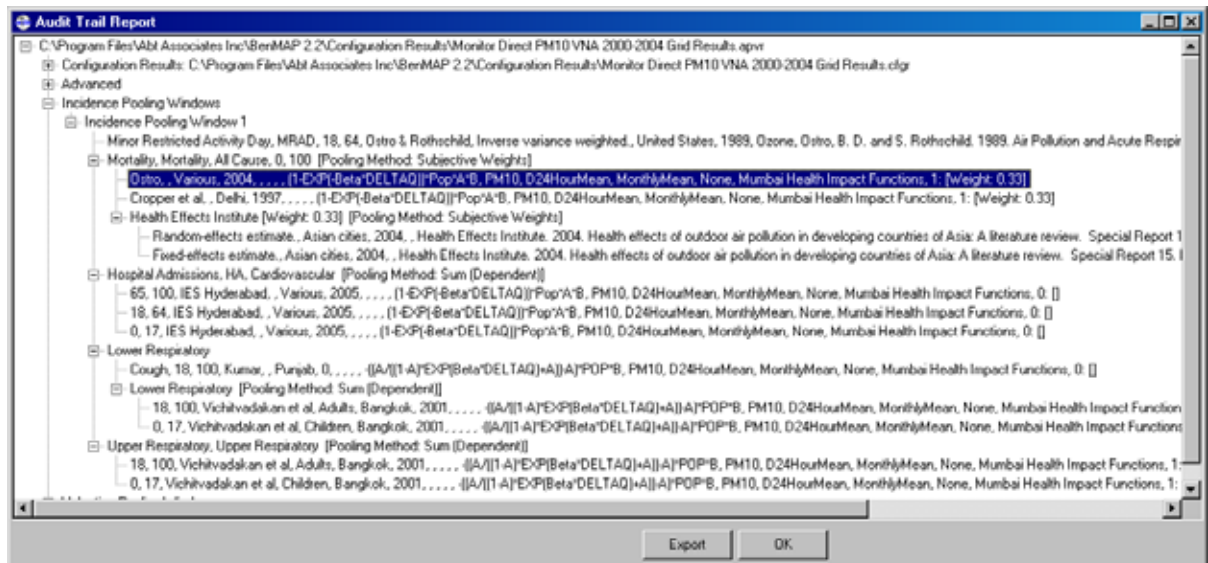 Audit Trail Report
C:\Program Files\Abt Associates Inc\BenMAP 2.2\Configuration Results\Monitor Direct PM10 VNA 2000-2004 Grid Results.apvr
Configuration Results: C:\Program Files\Abt Associates Inc\BenMAP 2.2\Configuration Results\Monitor Direct PM10 VNA 2000-2004 Grid Results.cfgr
Advanced
Incidence Pooling Windows
Incidence Pooling Window 1
Minor Restricted Activity Day, MRAD, 18, 64, Ostro & Rothschild, Inverse variance weighted., United States, 1989, Ozone, Ostro, B. D. and S. Rothschild. 1989. Air Pollution and Acute Respir
Mortality, Mortality, All Cause, 0, 100 [Pooling Method: Subjective Weights]
Ostro, , Various, 2004, , , , , (1-EXP(-Beta*DELTAQ))*Pop*A*B, PM10, D24HourMean, MonthlyMean, None, Mumbai Health Impact Functions, 1: [Weight: 0.33]
Cropper et al, , Delhi, 1997, , , , , (1-EXP(-Beta*DELTAQ))*Pop*A*B, PM10, D24HourMean, MonthlyMean, None, Mumbai Health Impact Functions, 1: [Weight: 0.33]
Health Effects Institute [Weight: 0.33] [Pooling Method: Subjective Weights]
Random-effects estimate., Asian cities, 2004, , Health Effects Institute. 2004. Health effects of outdoor air pollution in developing countries of Asia: A literature review. Special Report 1
Fixed-effects estimate., Asian cities, 2004, , Health Effects Institute. 2004. Health effects of outdoor air pollution in developing countries of Asia: A literature review. Special Report 15.
Hospital Admissions, HA, Cardiovascular [Pooling Method: Sum (Dependent)]
65, 100, IES Hyderabad, , Various, 2005, , , , , (1-EXP(-Beta*DELTAQ))*Pop*A*B, PM10, D24HourMean, MonthlyMean, None, Mumbai Health Impact Functions, 0: []
18, 64, IES Hyderabad, , Various, 2005, , , , , (1-EXP(-Beta*DELTAQ))*Pop*A*B, PM10, D24HourMean, MonthlyMean, None, Mumbai Health Impact Functions, 0: []
0, 17, IES Hyderabad, , Various, 2005, , , , , (1-EXP(-Beta*DELTAQ))*Pop*A*B, PM10, D24HourMean, MonthlyMean, None, Mumbai Health Impact Functions, 0: []
Lower Respiratory
Cough, 18, 100, Kumar, , Punjab, 0, , , , , -((A/((1-A)*EXP(Beta*DELTAQ)+A))-A)*POP*B, PM10, D24HourMean, MonthlyMean, None, Mumbai Health Impact Functions, 0: []
Lower Respiratory [Pooling Method: Sum (Dependent)]
18, 100, Vichitvadakan et al, Adults, Bangkok, 2001, , , , , -((A/((1-A)*EXP(Beta*DELTAQ)+A))-A)*POP*B, PM10, D24HourMean, MonthlyMean, None, Mumbai Health Impact Function
0, 17, Vichitvadakan et al, Children, Bangkok, 2001, , , , , -((A/((1-A)*EXP(Beta*DELTAQ)+A))-A)*POP*B, PM10, D24HourMean, MonthlyMean, None, Mumbai Health Impact Functions
Upper Respiratory, Upper Respiratory [Pooling Method: Sum (Dependent)]
18, 100, Vichitvadakan et al, Adults, Bangkok, 2001, , , , , -((A/((1-A)*EXP(Beta*DELTAQ)+A))-A)*POP*B, PM10, D24HourMean, MonthlyMean, None, Mumbai Health Impact Functions, 1:
0, 17, Vichitvadakan et al, Children, Bangkok, 2001, , , , , -((A/((1-A)*EXP(Beta*DELTAQ)+A))-A)*POP*B, PM10, D24HourMean, MonthlyMean, None, Mumbai Health Impact Functions, 1:
Export OK